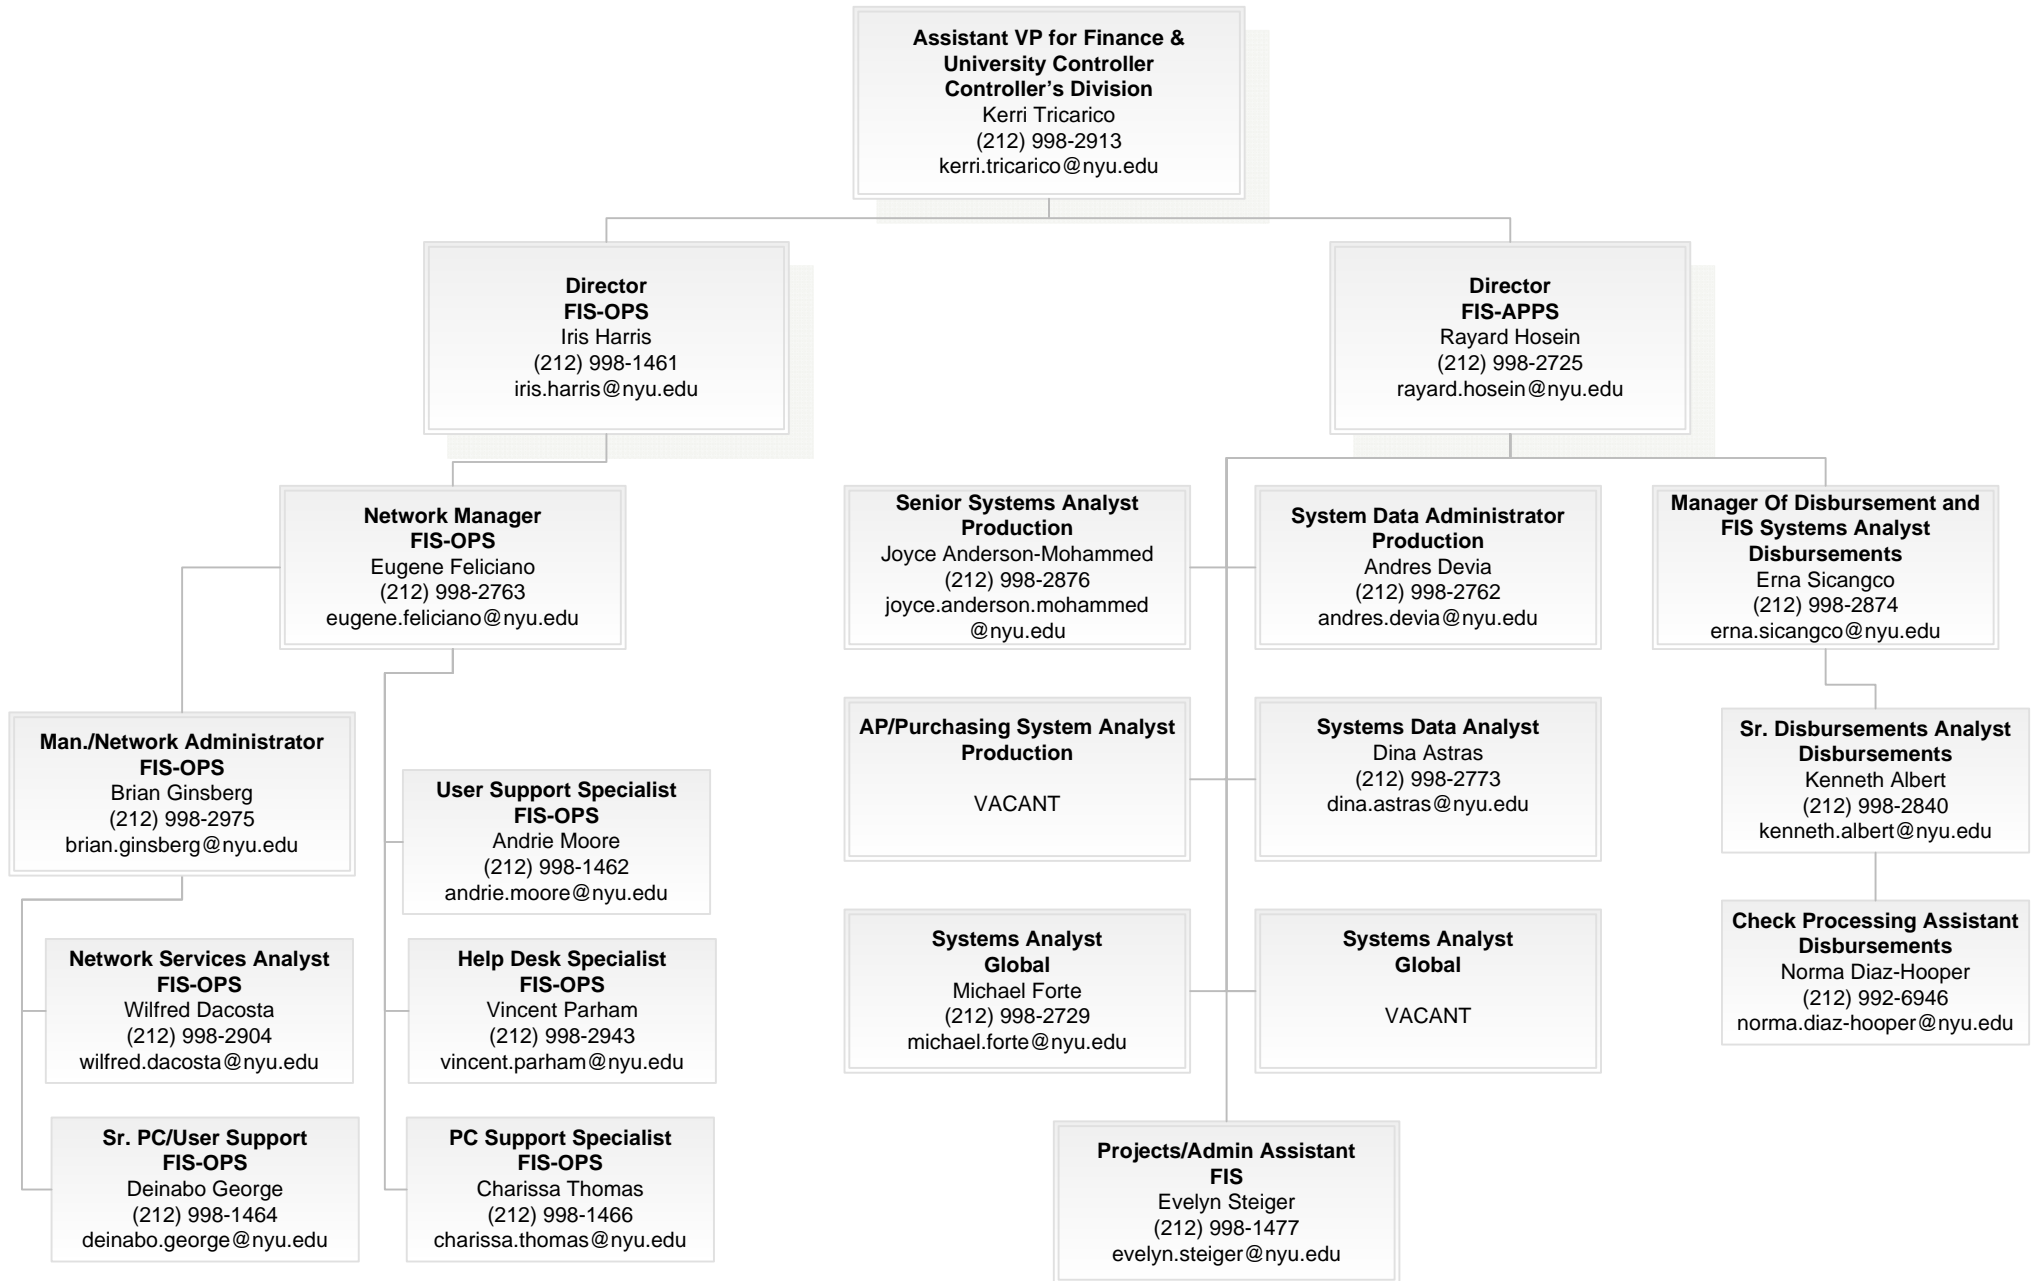 Assistant VP for Finance &
University Controller
Controller’s Division
Kerri Tricarico
(212) 998-2913
kerri.tricarico@nyu.edu
Director
FIS-OPS
Iris Harris
(212) 998-1461
iris.harris@nyu.edu
Director
FIS-APPS
Rayard Hosein
(212) 998-2725
rayard.hosein@nyu.edu
Network Manager
FIS-OPS
Eugene Feliciano
(212) 998-2763
eugene.feliciano@nyu.edu
Senior Systems Analyst
Production
Joyce Anderson-Mohammed
(212) 998-2876
joyce.anderson.mohammed
@nyu.edu
System Data Administrator
Production
Andres Devia
(212) 998-2762
andres.devia@nyu.edu
Manager Of Disbursement and
FIS Systems Analyst
Disbursements
Erna Sicangco
(212) 998-2874
erna.sicangco@nyu.edu
Man./Network Administrator
FIS-OPS
Brian Ginsberg
(212) 998-2975
brian.ginsberg@nyu.edu
User Support Specialist
FIS-OPS
Andrie Moore
(212) 998-1462
andrie.moore@nyu.edu
AP/Purchasing System Analyst
Production
VACANT
Systems Data Analyst
Dina Astras
(212) 998-2773
dina.astras@nyu.edu
Sr. Disbursements Analyst
Disbursements
Kenneth Albert
(212) 998-2840
kenneth.albert@nyu.edu
Network Services Analyst
FIS-OPS
Wilfred Dacosta
(212) 998-2904
wilfred.dacosta@nyu.edu
Help Desk Specialist
FIS-OPS
Vincent Parham
(212) 998-2943
vincent.parham@nyu.edu
Systems Analyst
Global
Michael Forte
(212) 998-2729
michael.forte@nyu.edu
Systems Analyst
Global
VACANT
Check Processing Assistant
Disbursements
Norma Diaz-Hooper
(212) 992-6946
norma.diaz-hooper@nyu.edu
Sr. PC/User Support
FIS-OPS
Deinabo George
(212) 998-1464
deinabo.george@nyu.edu
PC Support Specialist
FIS-OPS
Charissa Thomas
(212) 998-1466
charissa.thomas@nyu.edu
Projects/Admin Assistant
FIS
Evelyn Steiger
(212) 998-1477
evelyn.steiger@nyu.edu